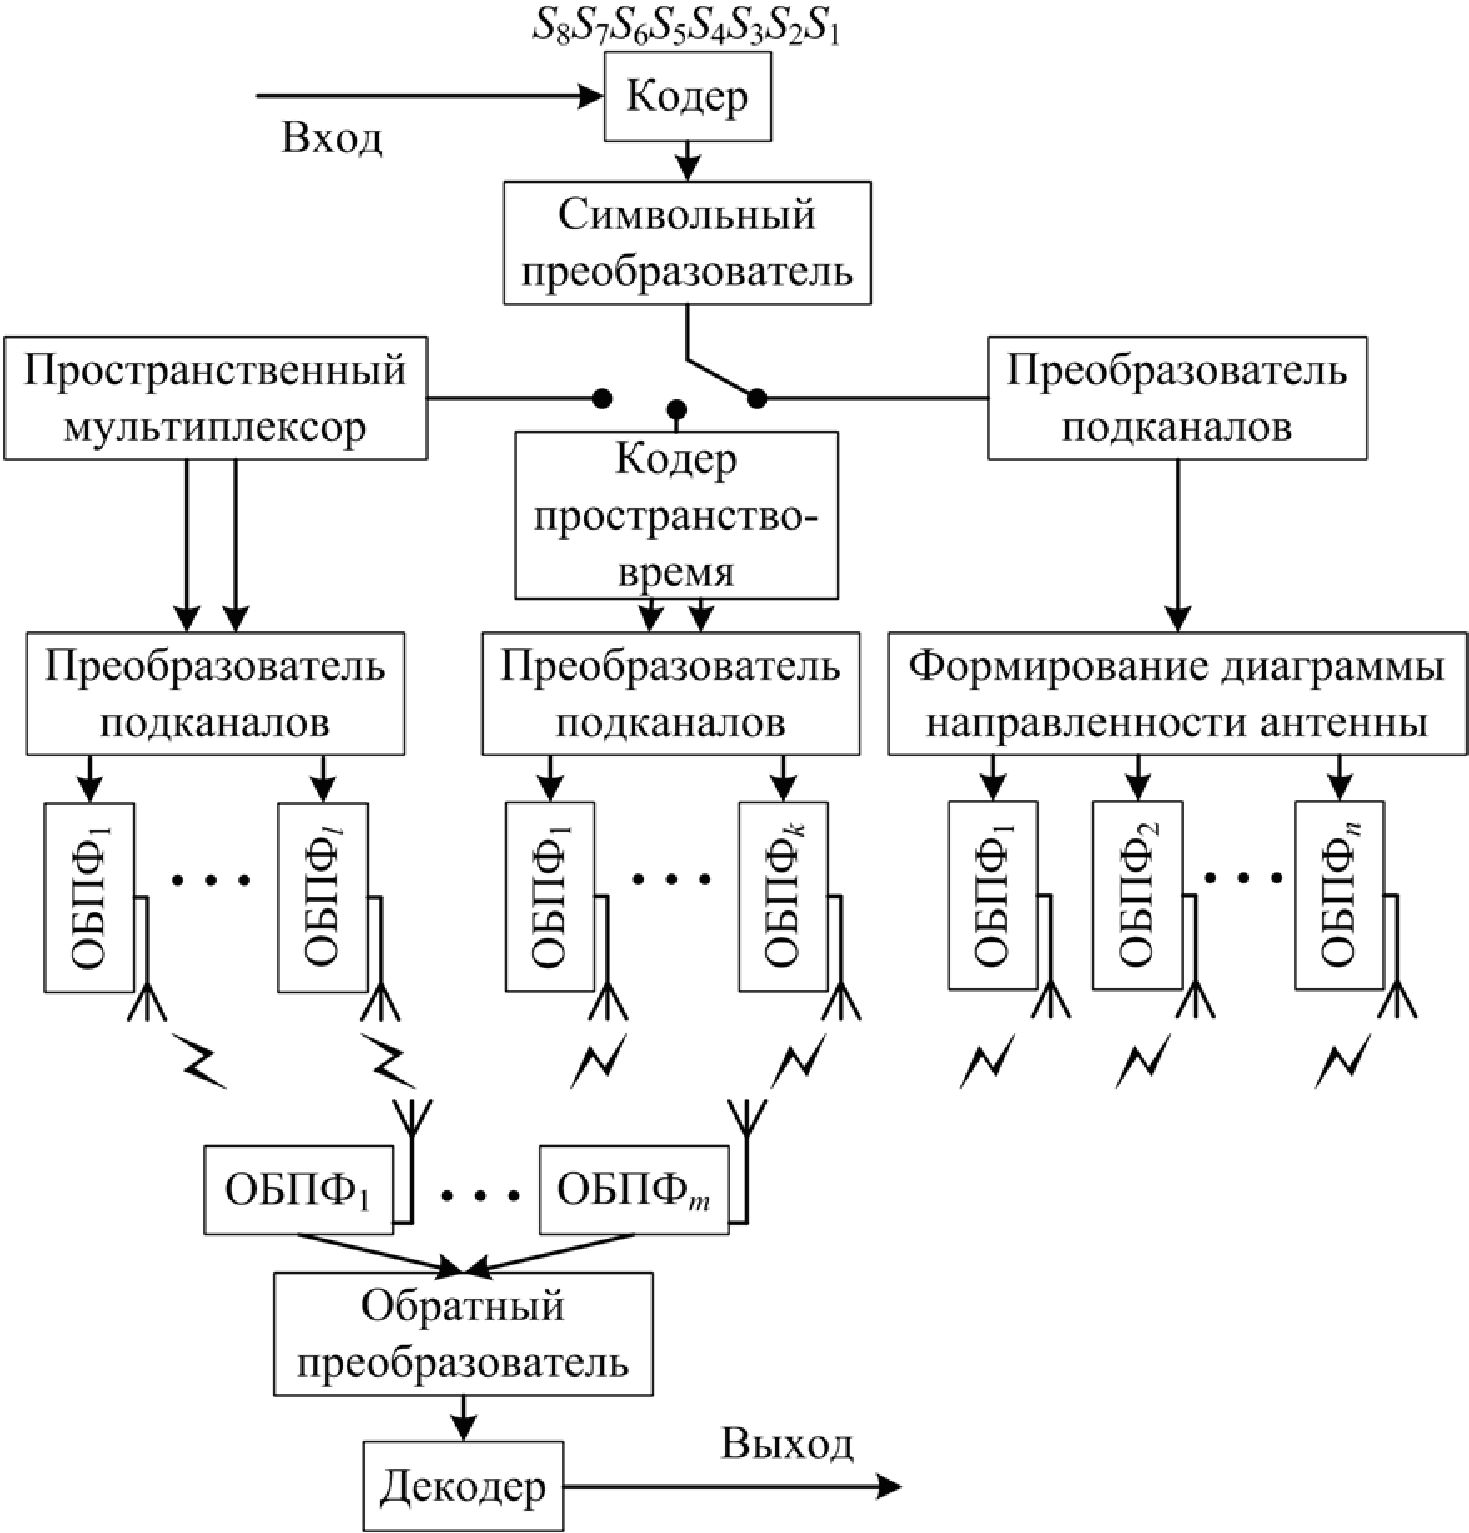 S8S7S6S5S4S3S2S1
Кодер
Вход
Символьный
преобразователь
Пространственный
мультиплексор
Преобразователь
подканалов
Кодер
пространство-
время
Преобразователь
подканалов
Преобразователь
подканалов
Формирование диаграммы
направленности антенны
ОБПФ1
ОБПФl
ОБПФ1
ОБПФk
ОБПФ1
ОБПФ2
ОБПФn
ОБПФ1
ОБПФm
Обратный
преобразователь
Выход
Декодер